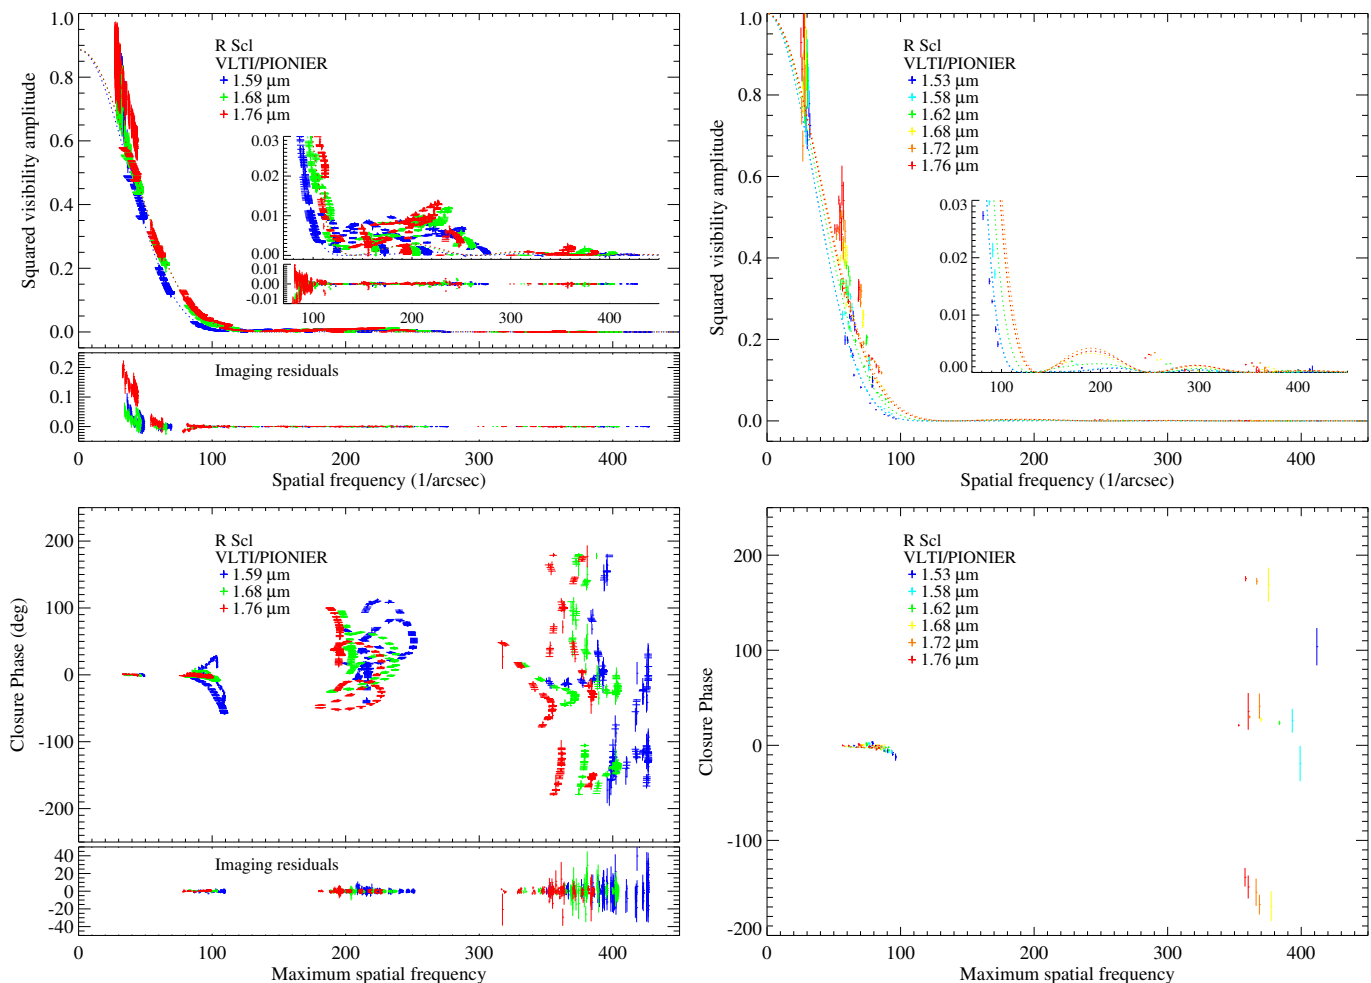 R Scl
VLTI/PIONIER
1.59 µm
1.68 µm
1.76 µm
Squared visibility amplitude
1.0
0.8
0.6
0.4
0.2
0.0
0.03
0.02
0.01
0.00
0.01
0.00
-0.01
100 200 300 400
Imaging residuals
0.2
0.1
0.0
0 100 200 300 400
Spatial frequency (1/arcsec)
R Scl
VLTI/PIONIER
1.53 µm
1.58 µm
1.62 µm
1.68 µm
1.72 µm
1.76 µm
Squared visibility amplitude
1.0
0.8
0.6
0.4
0.2
0.0
0.03
0.02
0.01
0.00
100 200 300 400
0 100 200 300 400
Spatial frequency (1/arcsec)
R Scl
VLTI/PIONIER
1.59 µm
1.68 µm
1.76 µm
Closure Phase (deg)
200
100
0
-100
-200
Imaging residuals
40
20
0
-20
-40
0 100 200 300 400
Maximum spatial frequency
R Scl
VLTI/PIONIER
1.53 µm
1.58 µm
1.62 µm
1.68 µm
1.72 µm
1.76 µm
Closure Phase
200
100
0
-100
-200
0 100 200 300 400
Maximum spatial frequency